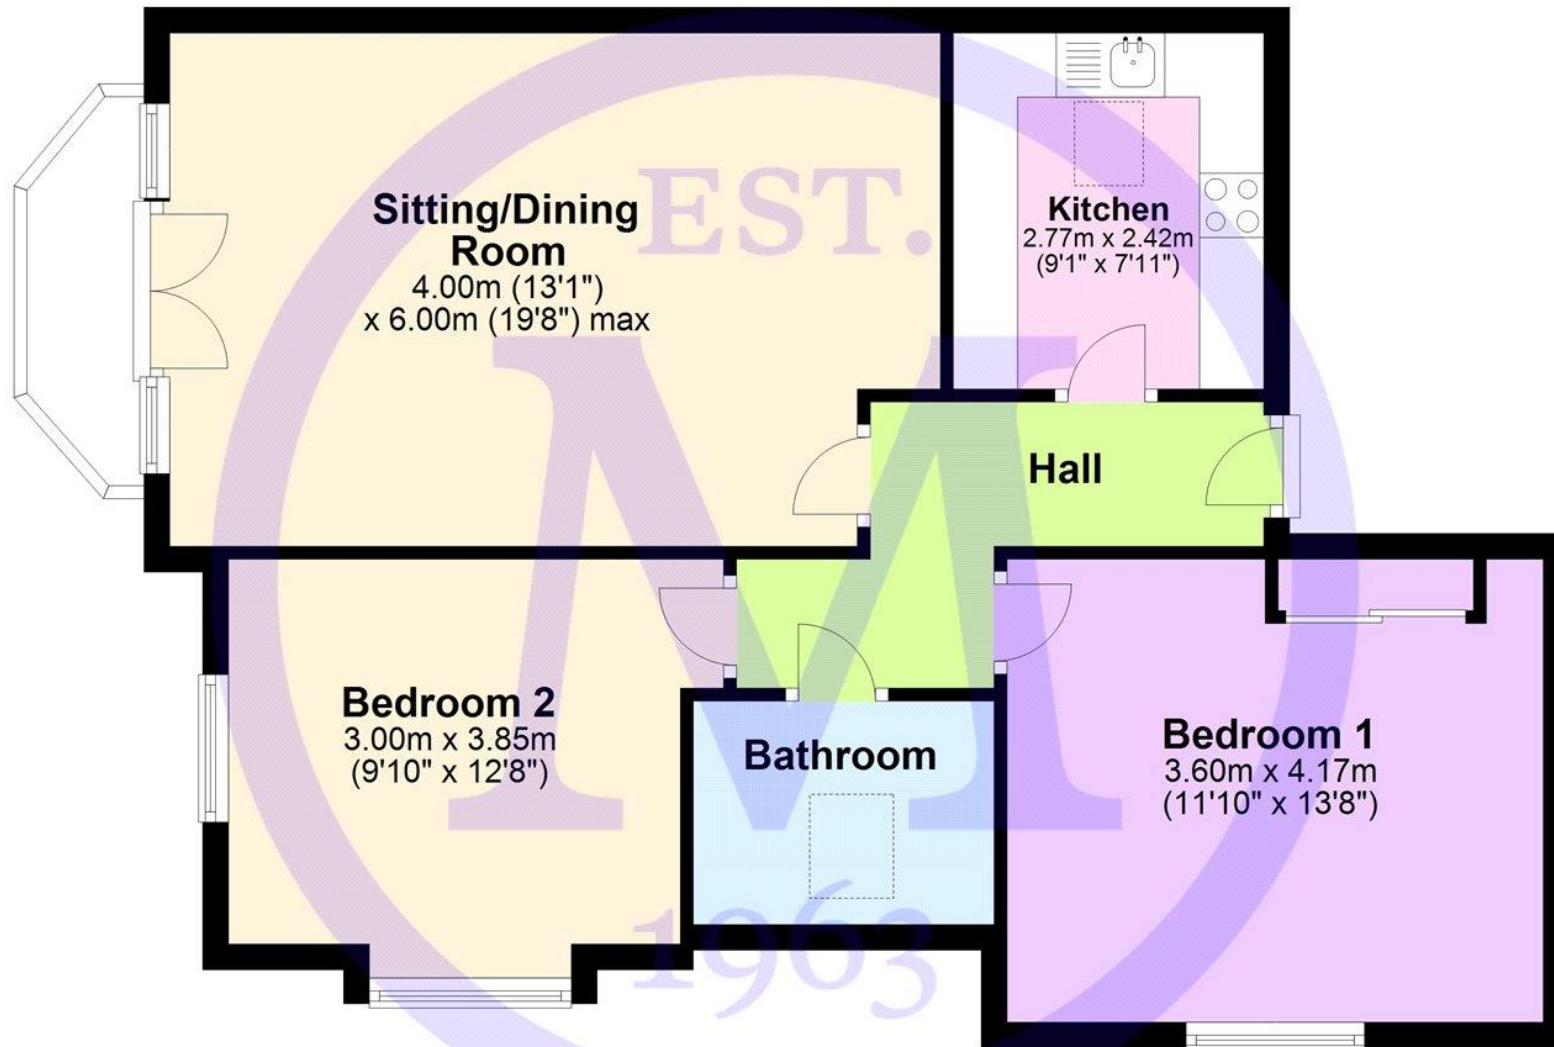 EST.
Sitting/Dining
Room
4.00m (13'1")
x 6.00m (19'8") max
Kitchen
2.77m x 2.42m
(9'1" x 7'11")
Hall
Bedroom 2
3.00m x 3.85m
(9'10" x 12'8")
Bathroom
Bedroom 1
3.60m x 4.17m
(11'10" x 13'8")
M
1963